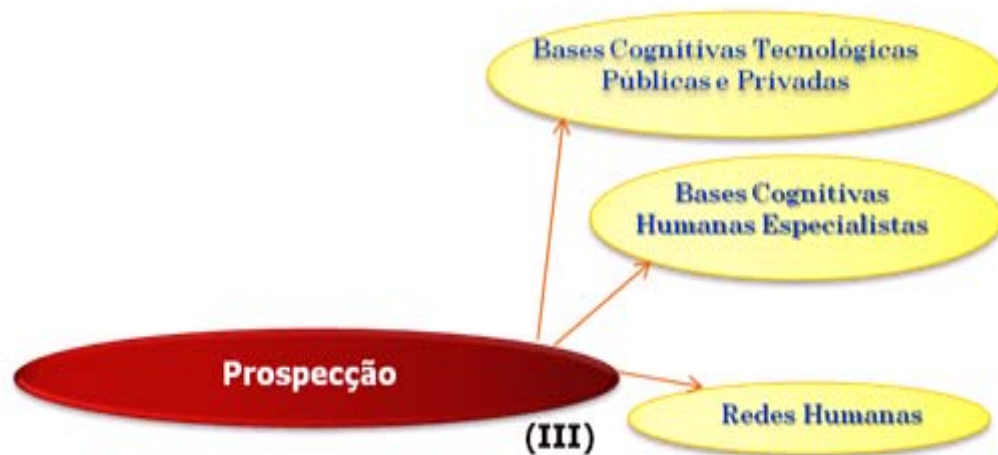 Bases Cognitivas Tecnológicas
Públicas e Privadas
Bases Cognitivas
Humanas Especialistas
Prospecção
(III)
Redes Humanas